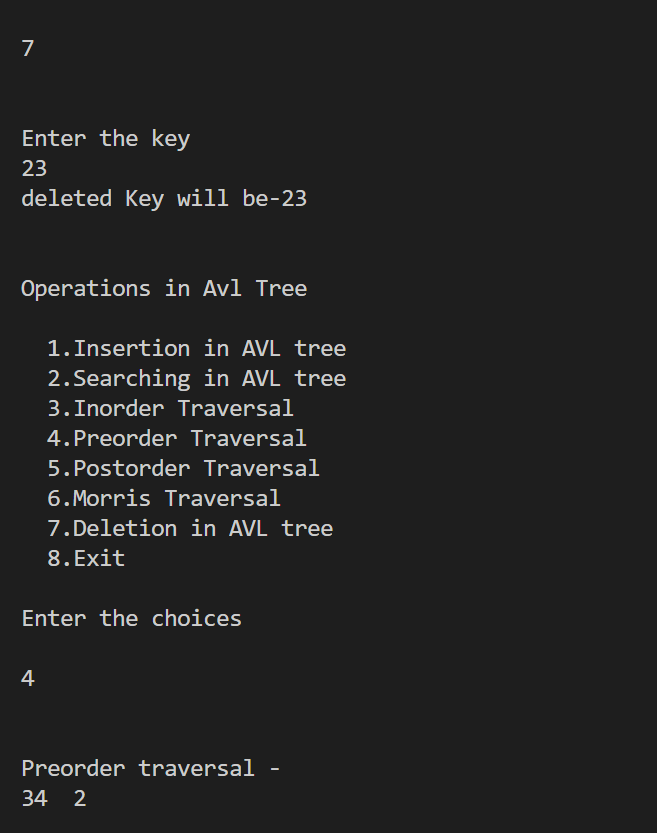 7
Enter the key
23
deleted Key will be-23
Operations in Avl Tree
1.Insertion in AVL tree
2.Searching in AVL tree
3.Inorder Traversal
4.Preorder Traversal
5.Postorder Traversal
6.Morris Traversal
7.Deletion in AVL tree
8.Exit
Enter the choices
4
Preorder traversal -
34  2